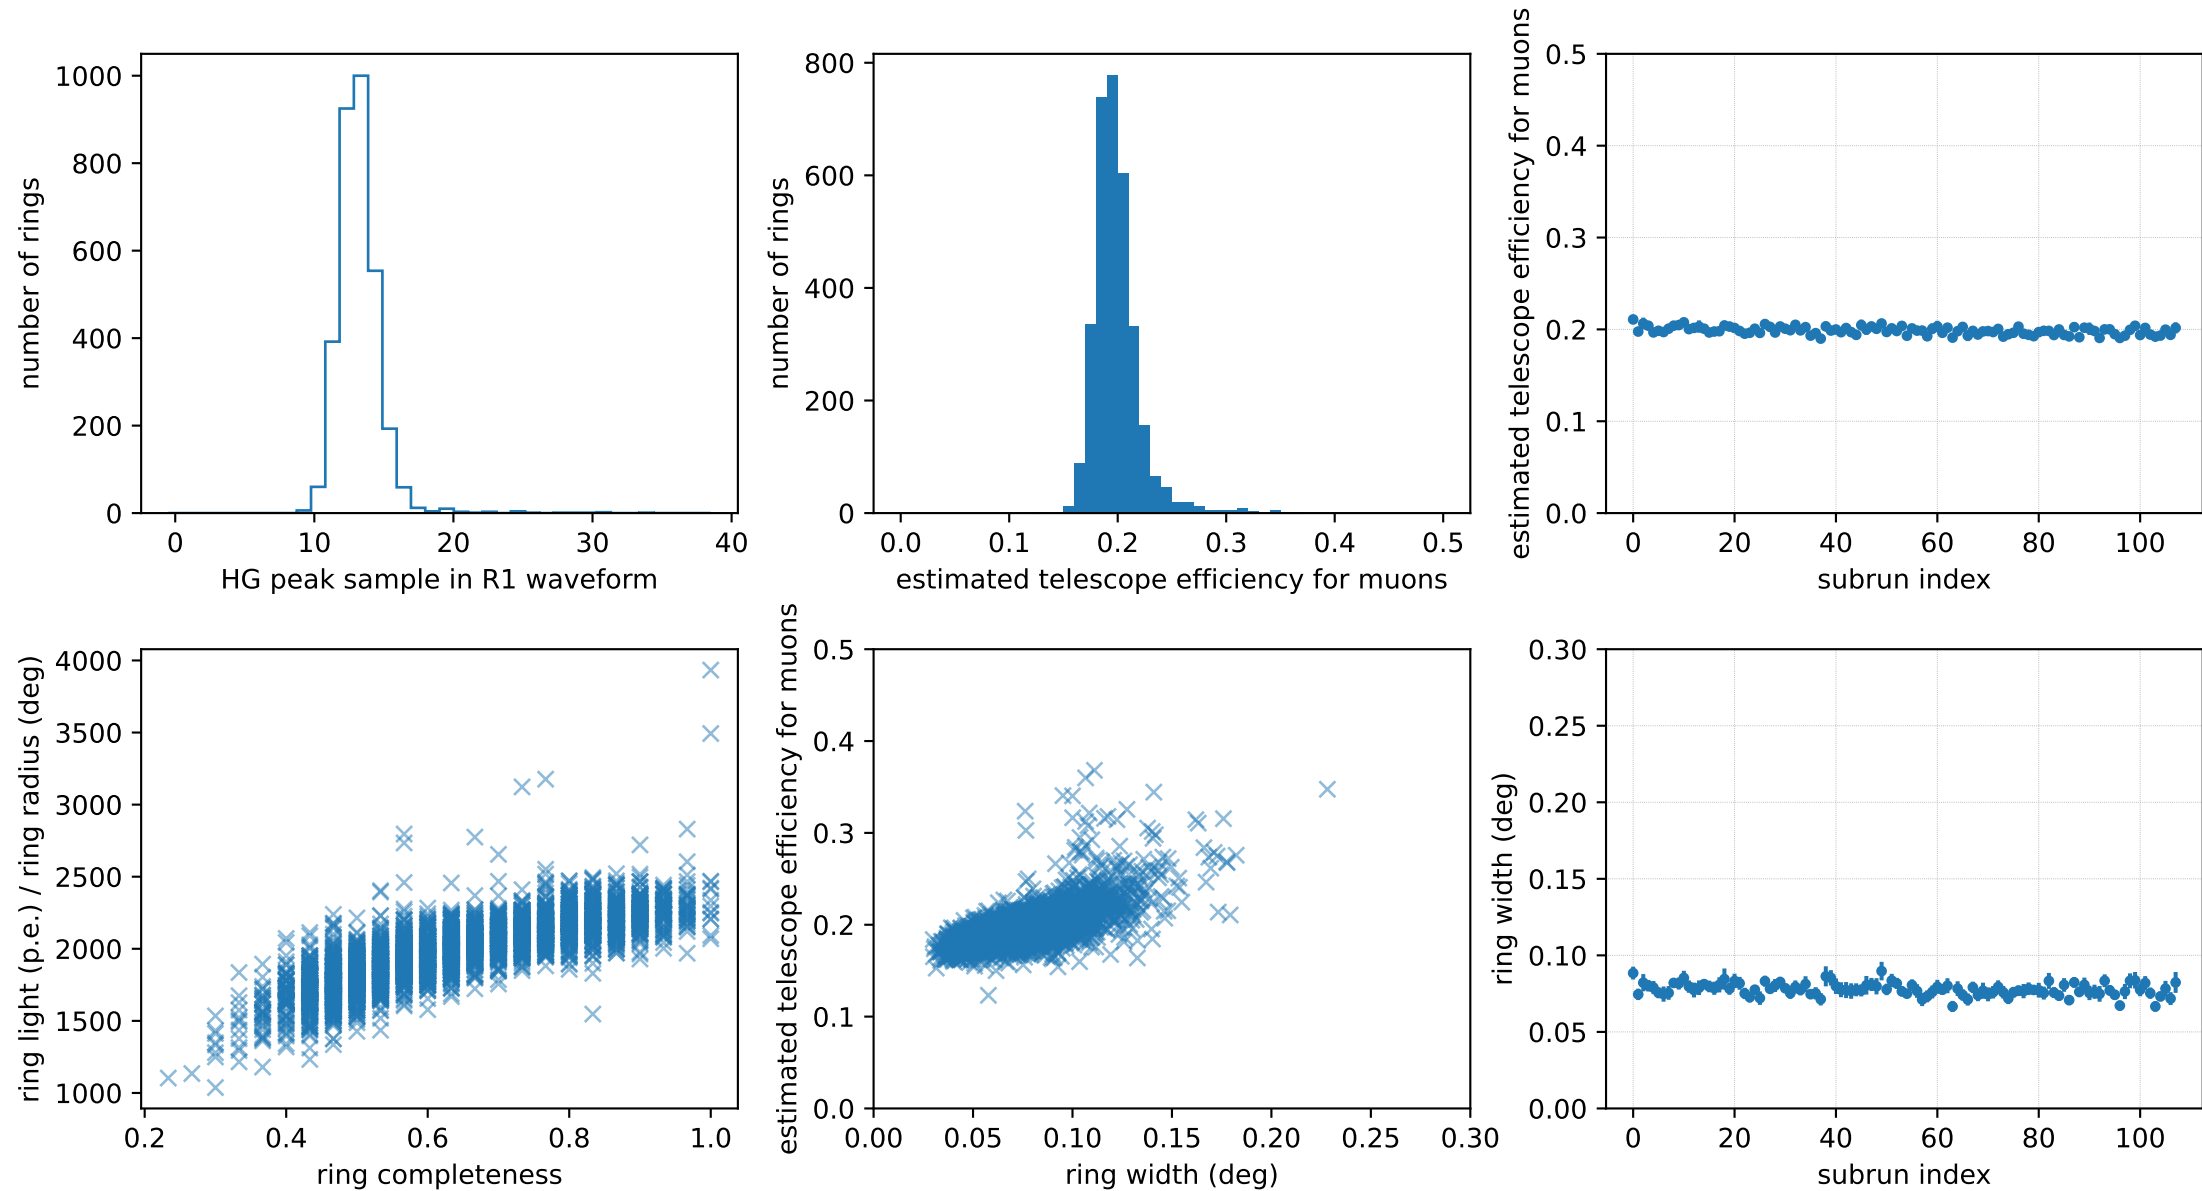 number of rings
1000
800
600
400
200
0
0 10 20 30 40
HG peak sample in R1 waveform
number of rings
800
600
400
200
0
0.0 0.1 0.2 0.3 0.4 0.5
estimated telescope efficiency for muons
estimated telescope efficiency for muons
0.5
0.4
0.3
0.2
0.1
0.0
0 20 40 60 80 100
subrun index
ring light (p.e.) / ring radius (deg)
4000
3500
3000
2500
2000
1500
1000
0.2 0.4 0.6 0.8 1.0
ring completeness
estimated telescope efficiency for muons
0.5
0.4
0.3
0.2
0.1
0.0
0.00 0.05 0.10 0.15 0.20 0.25 0.30
ring width (deg)
ring width (deg)
0.30
0.25
0.20
0.15
0.10
0.05
0.00
0 20 40 60 80 100
subrun index